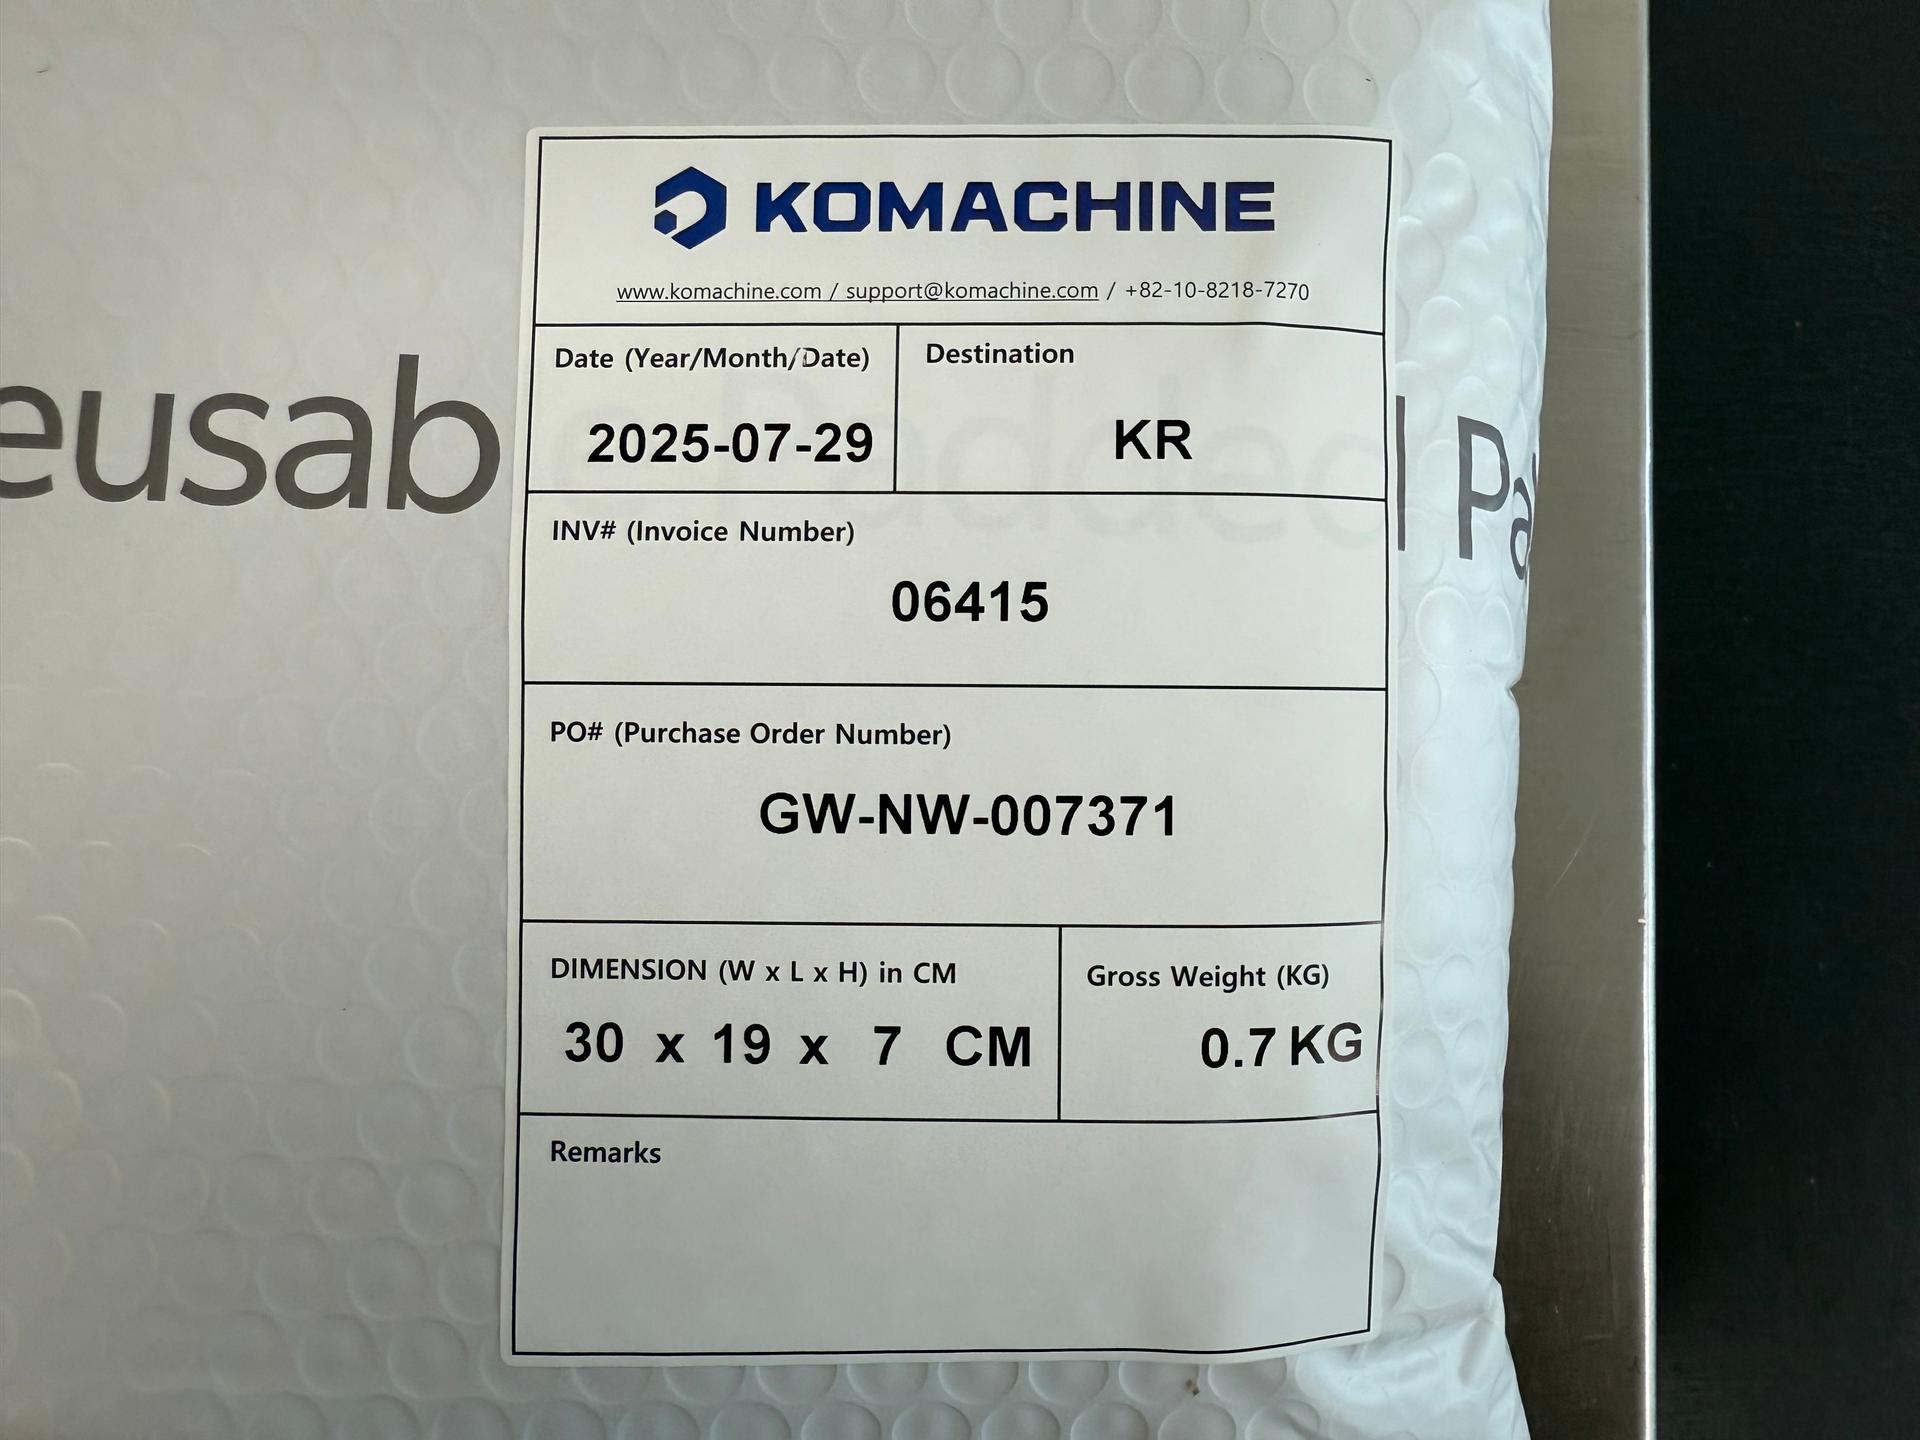 KOMACHINE
www.komachine.com / support@komachine.com / +82-10-8218-7270
Date (Year/Month/Date)
Destination
2025-07-29
KR
INV# (Invoice Number)
06415
PO# (Purchase Order Number)
GW-NW-007371
DIMENSION (W x L x H) in CM
Gross Weight (KG)
30 x 19 x 7 CM
0.7 KG
Remarks
eusab
Padded
Pa